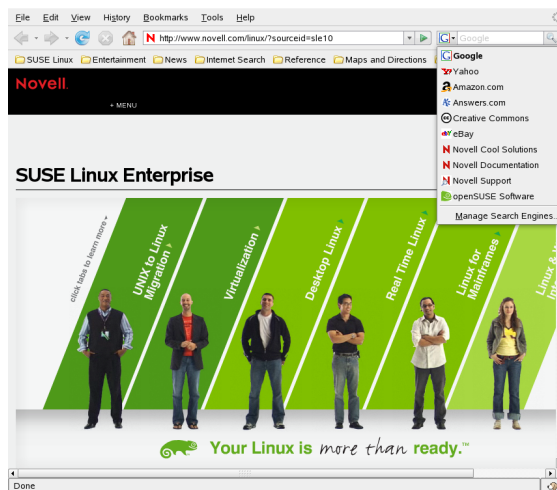 File Edit View History Bookmarks Tools Help
http://www.novell.com/linux/?sourceid=sle10
Google
SUSE Linux Entertainment News Internet Search Reference Maps and Directions
Google
Yahoo
Amazon.com
Answers.com
Creative Commons
eBay
Novell Cool Solutions
Novell Documentation
Novell Support
openSUSE Software
Manage Search Engines...
Novell
+ MENU
SUSE Linux Enterprise
click tabs to learn more
UNIX to Linux
Migration
Virtualization
Desktop Linux
Real Time Linux
Linux for
Mainframes
Linux &
Your Linux is more than ready.™
Done